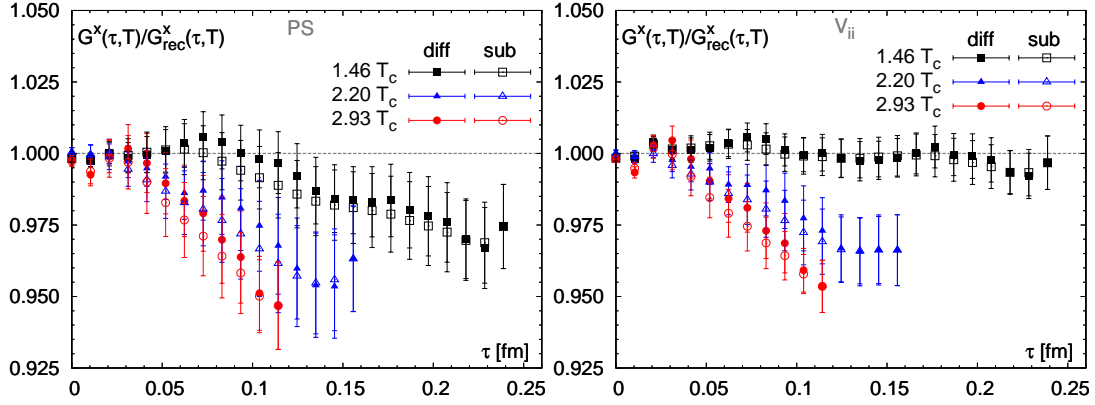 PS
G^x(τ,T)/G^x_rec(τ,T)
diff sub
1.46 T_c
2.20 T_c
2.93 T_c
1.050
1.025
1.000
0.975
0.950
0.925
τ [fm]
0 0.05 0.1 0.15 0.2 0.25
V_ii
G^x(τ,T)/G^x_rec(τ,T)
diff sub
1.46 T_c
2.20 T_c
2.93 T_c
1.050
1.025
1.000
0.975
0.950
0.925
τ [fm]
0 0.05 0.1 0.15 0.2 0.25